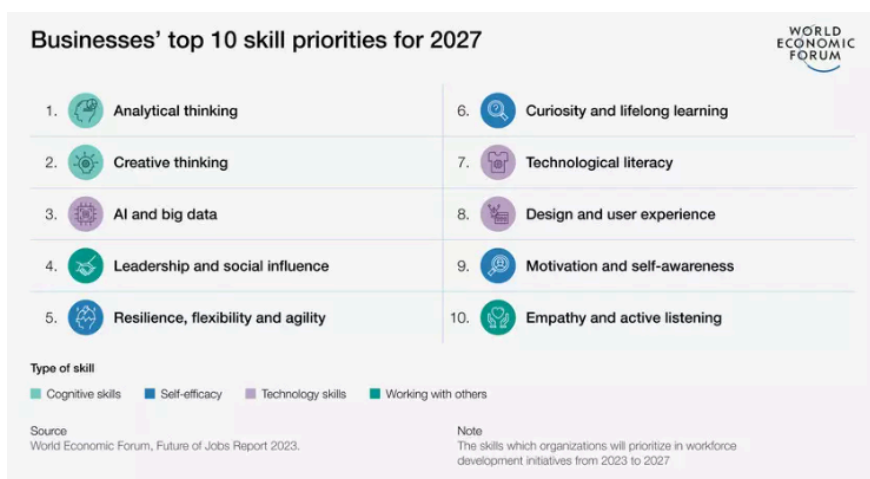 Businesses' top 10 skill priorities for 2027
WORLD
ECONOMIC
FORUM
1. Analytical thinking
2. Creative thinking
3. AI and big data
4. Leadership and social influence
5. Resilience, flexibility and agility
6. Curiosity and lifelong learning
7. Technological literacy
8. Design and user experience
9. Motivation and self-awareness
10. Empathy and active listening
Type of skill
Cognitive skills
Self-efficacy
Technology skills
Working with others
Source
World Economic Forum, Future of Jobs Report 2023.
Note
The skills which organizations will prioritize in workforce
development initiatives from 2023 to 2027